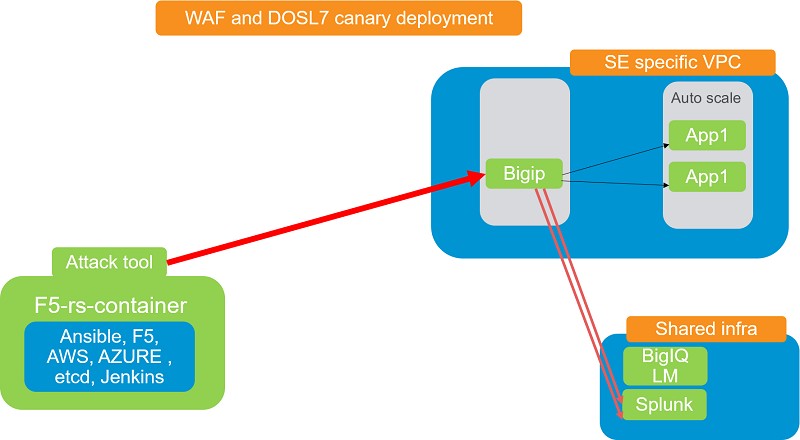 WAF and DOSL7 canary deployment
SE specific VPC
Auto scale
App1
Bigip
App1
Attack tool
F5-rs-container
Ansible, F5,
AWS, AZURE ,
etcd, Jenkins
Shared infra
BigIQ
LM
Splunk